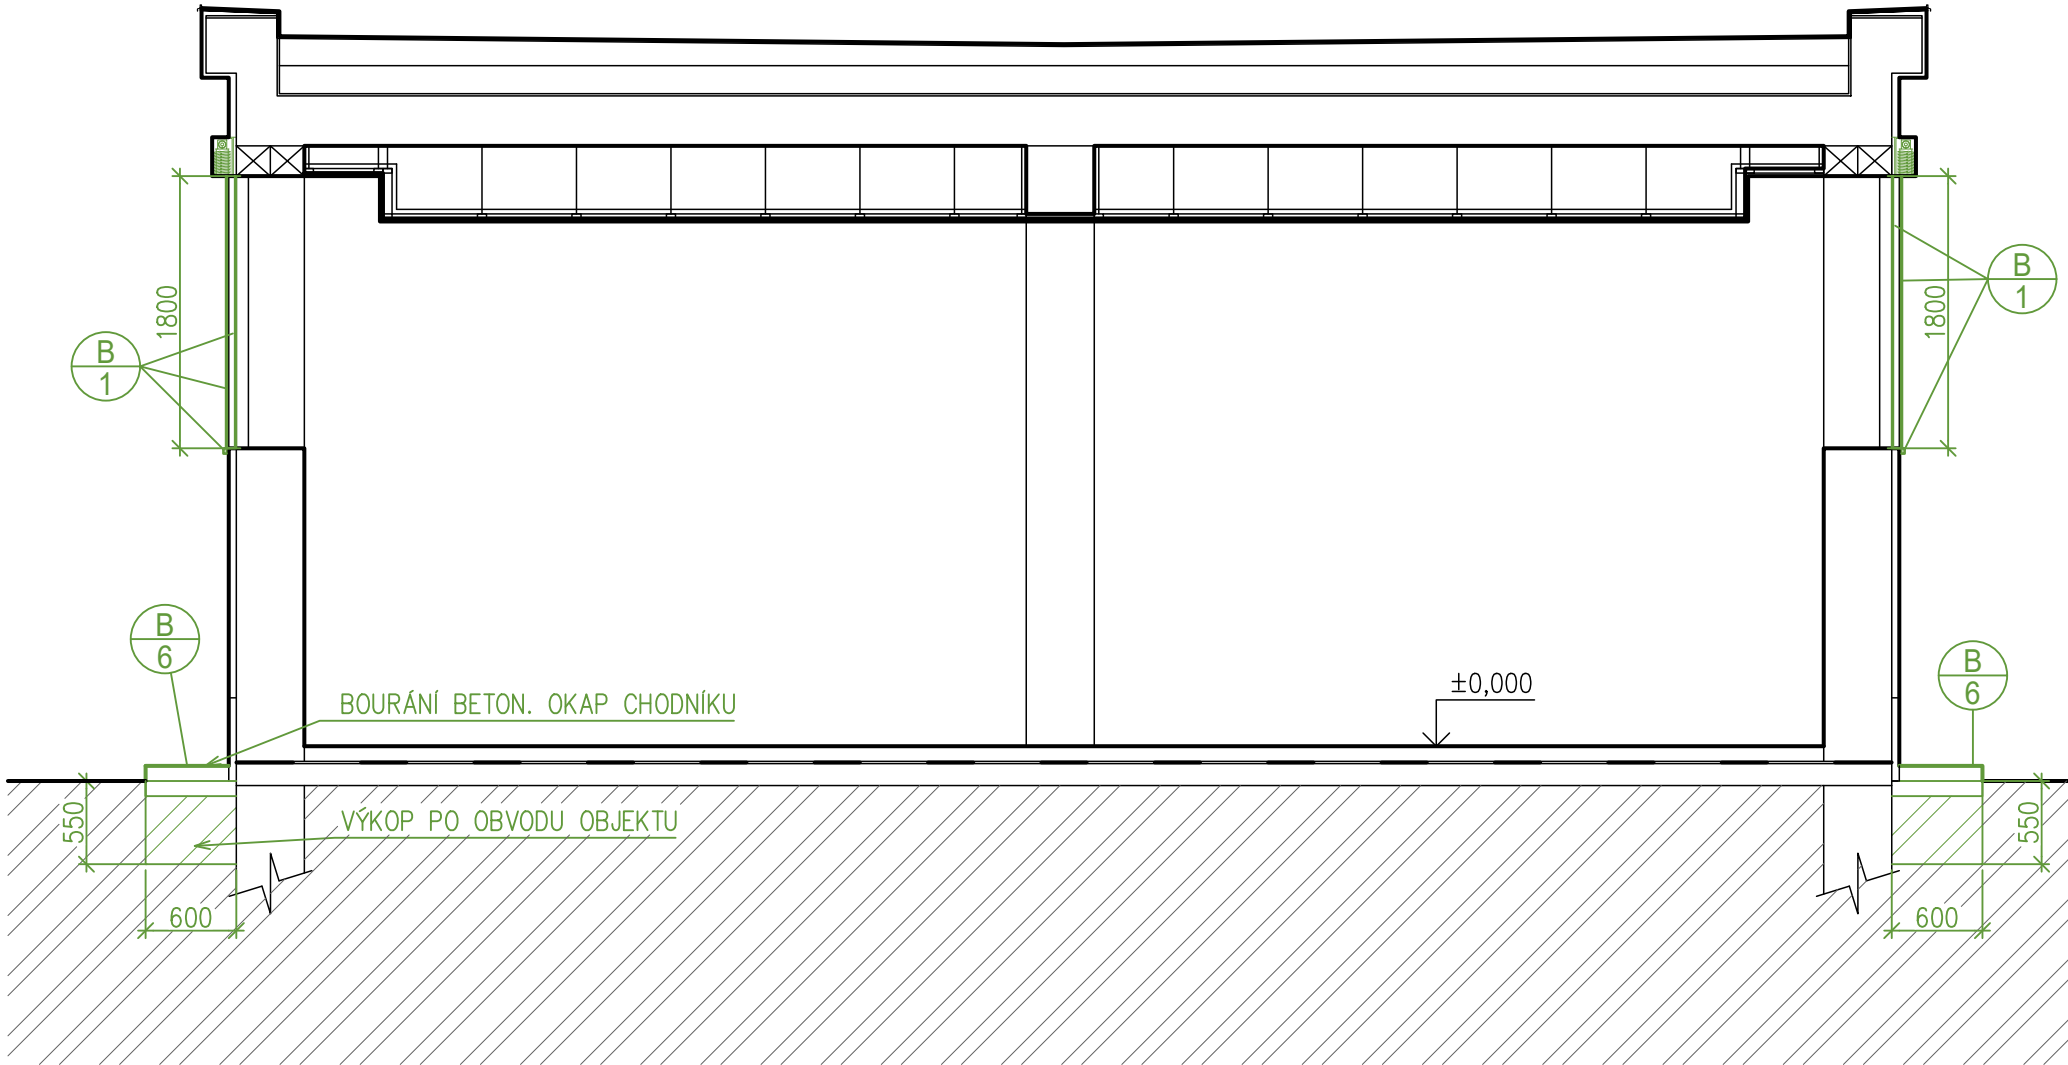 B
1
1800
1800
B
1
B
6
BOURÁNÍ BETON. OKAP CHODNÍKU
±0,000
B
6
550
VÝKOP PO OBVODU OBJEKTU
550
600
600